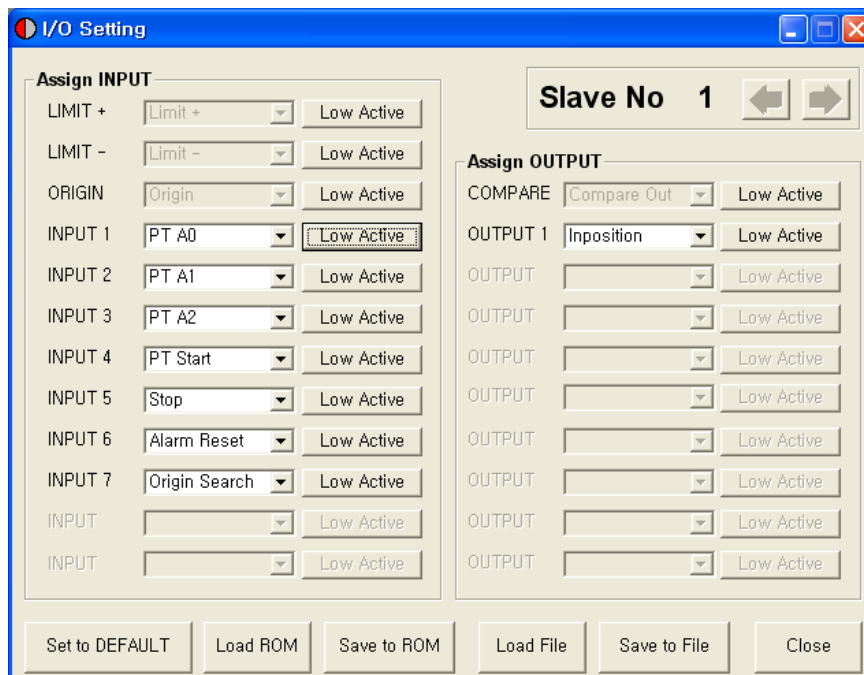 I/O Setting
Assign INPUT
LIMIT + Limit + Low Active
LIMIT - Limit - Low Active
ORIGIN Origin Low Active
INPUT 1 PT A0 Low Active
INPUT 2 PT A1 Low Active
INPUT 3 PT A2 Low Active
INPUT 4 PT Start Low Active
INPUT 5 Stop Low Active
INPUT 6 Alarm Reset Low Active
INPUT 7 Origin Search Low Active
INPUT Low Active
INPUT Low Active
Slave No 1
Assign OUTPUT
COMPARE Compare Out Low Active
OUTPUT 1 Inposition Low Active
OUTPUT Low Active
OUTPUT Low Active
OUTPUT Low Active
OUTPUT Low Active
OUTPUT Low Active
OUTPUT Low Active
OUTPUT Low Active
OUTPUT Low Active
Set to DEFAULT Load ROM Save to ROM Load File Save to File Close